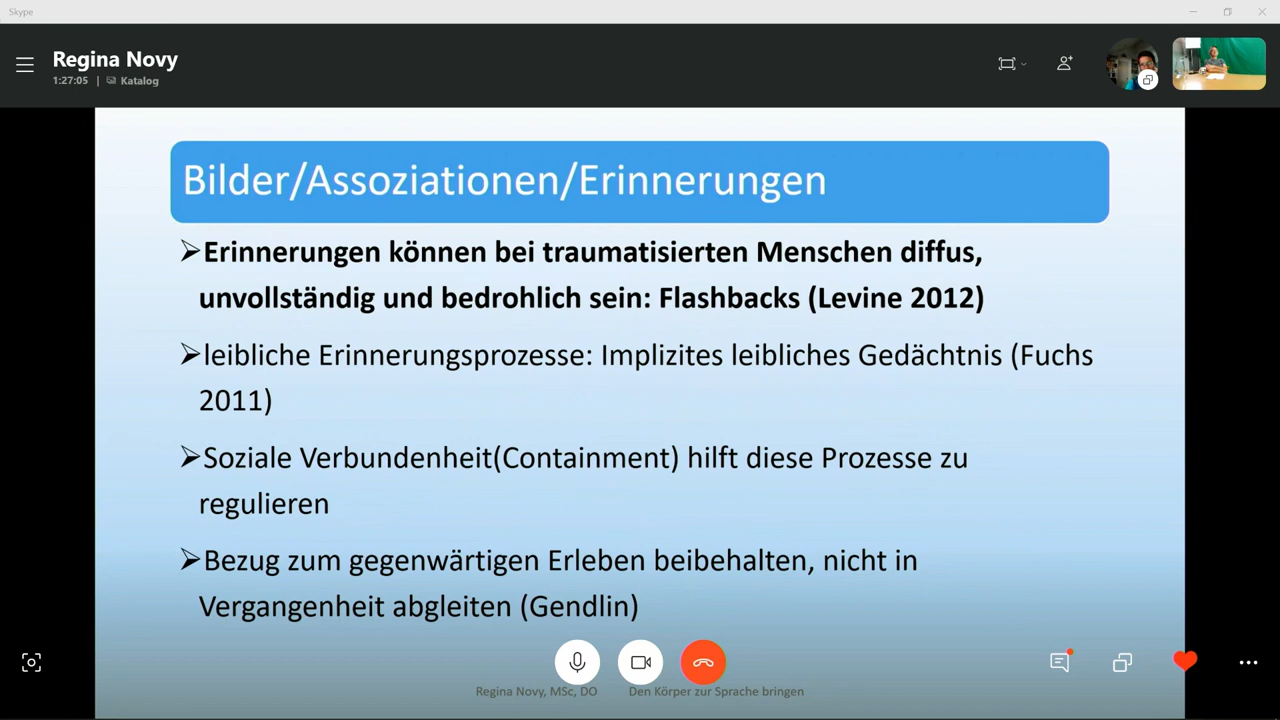 Skype
Regina Novy
1:27:05 | Katalog
Bilder/Assoziationen/Erinnerungen
➢Erinnerungen können bei traumatisierten Menschen diffus,
unvollständig und bedrohlich sein: Flashbacks (Levine 2012)
➢leibliche Erinnerungsprozesse: Implizites leibliches Gedächtnis (Fuchs
2011)
➢Soziale Verbundenheit(Containment) hilft diese Prozesse zu
regulieren
➢Bezug zum gegenwärtigen Erleben beibehalten, nicht in
Vergangenheit abgleiten (Gendlin)
Regina Novy, MSc, DO Den Körper zur Sprache bringen